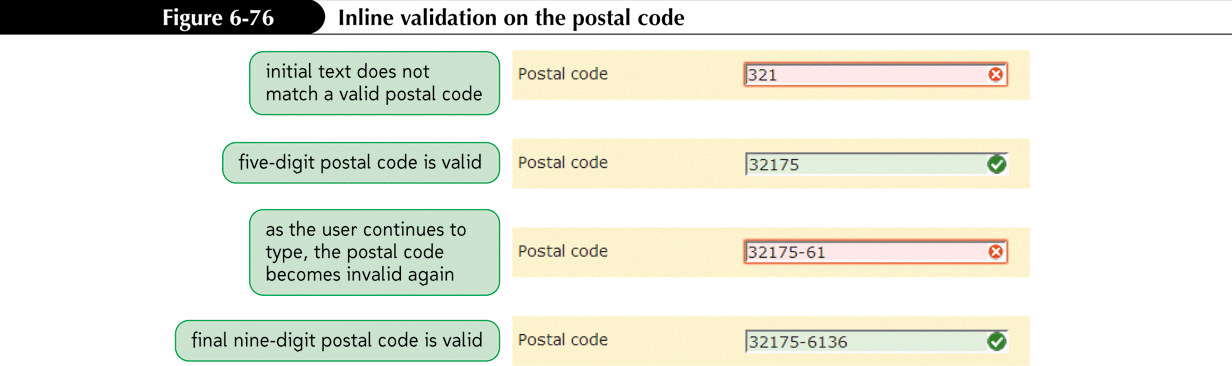 Figure 6-76 Inline validation on the postal code
initial text does not
match a valid postal code
Postal code 321
five-digit postal code is valid
Postal code 32175
as the user continues to
type, the postal code
becomes invalid again
Postal code 32175-61
final nine-digit postal code is valid
Postal code 32175-6136